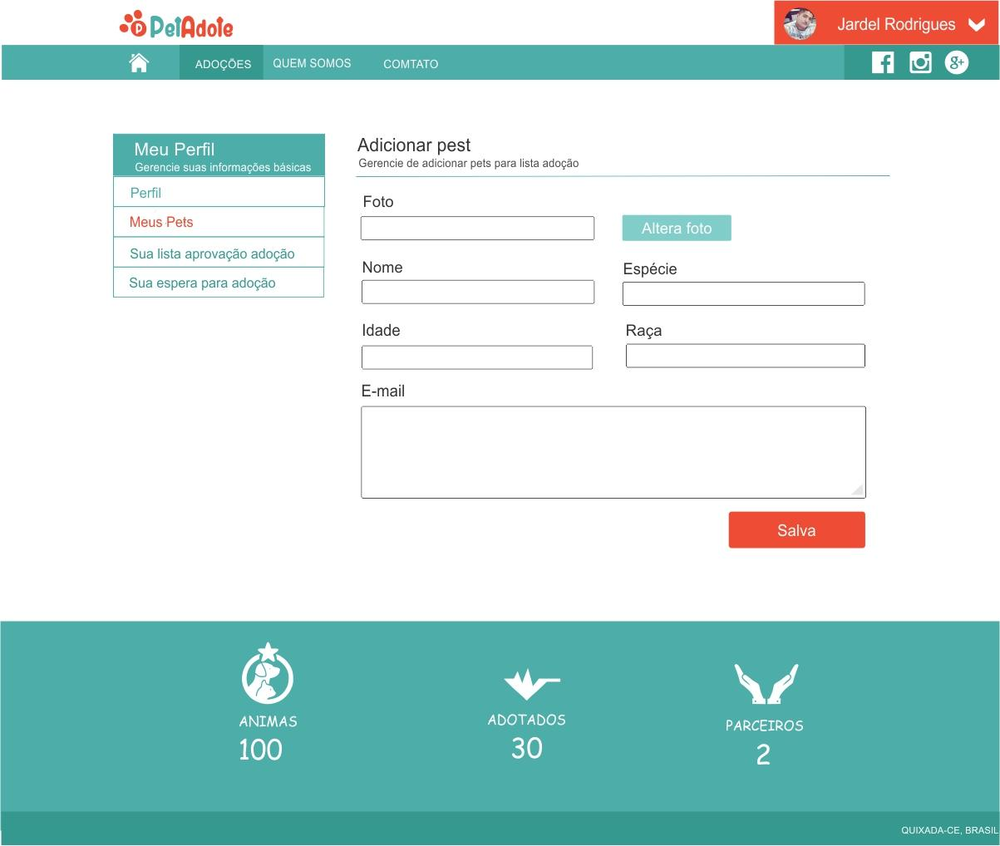 PetAdote
Jardel Rodrigues
ADOÇÕES QUEM SOMOS COMTATO
g+
Meu Perfil
Gerencie suas informações básicas
Perfil
Meus Pets
Sua lista aprovação adoção
Sua espera para adoção
Adicionar pest
Gerencie de adicionar pets para lista adoção
Foto
Altera foto
Nome
Espécie
Idade
Raça
E-mail
Salva
ANIMAS
100
ADOTADOS
30
PARCEIROS
2
QUIXADA-CE, BRASIL